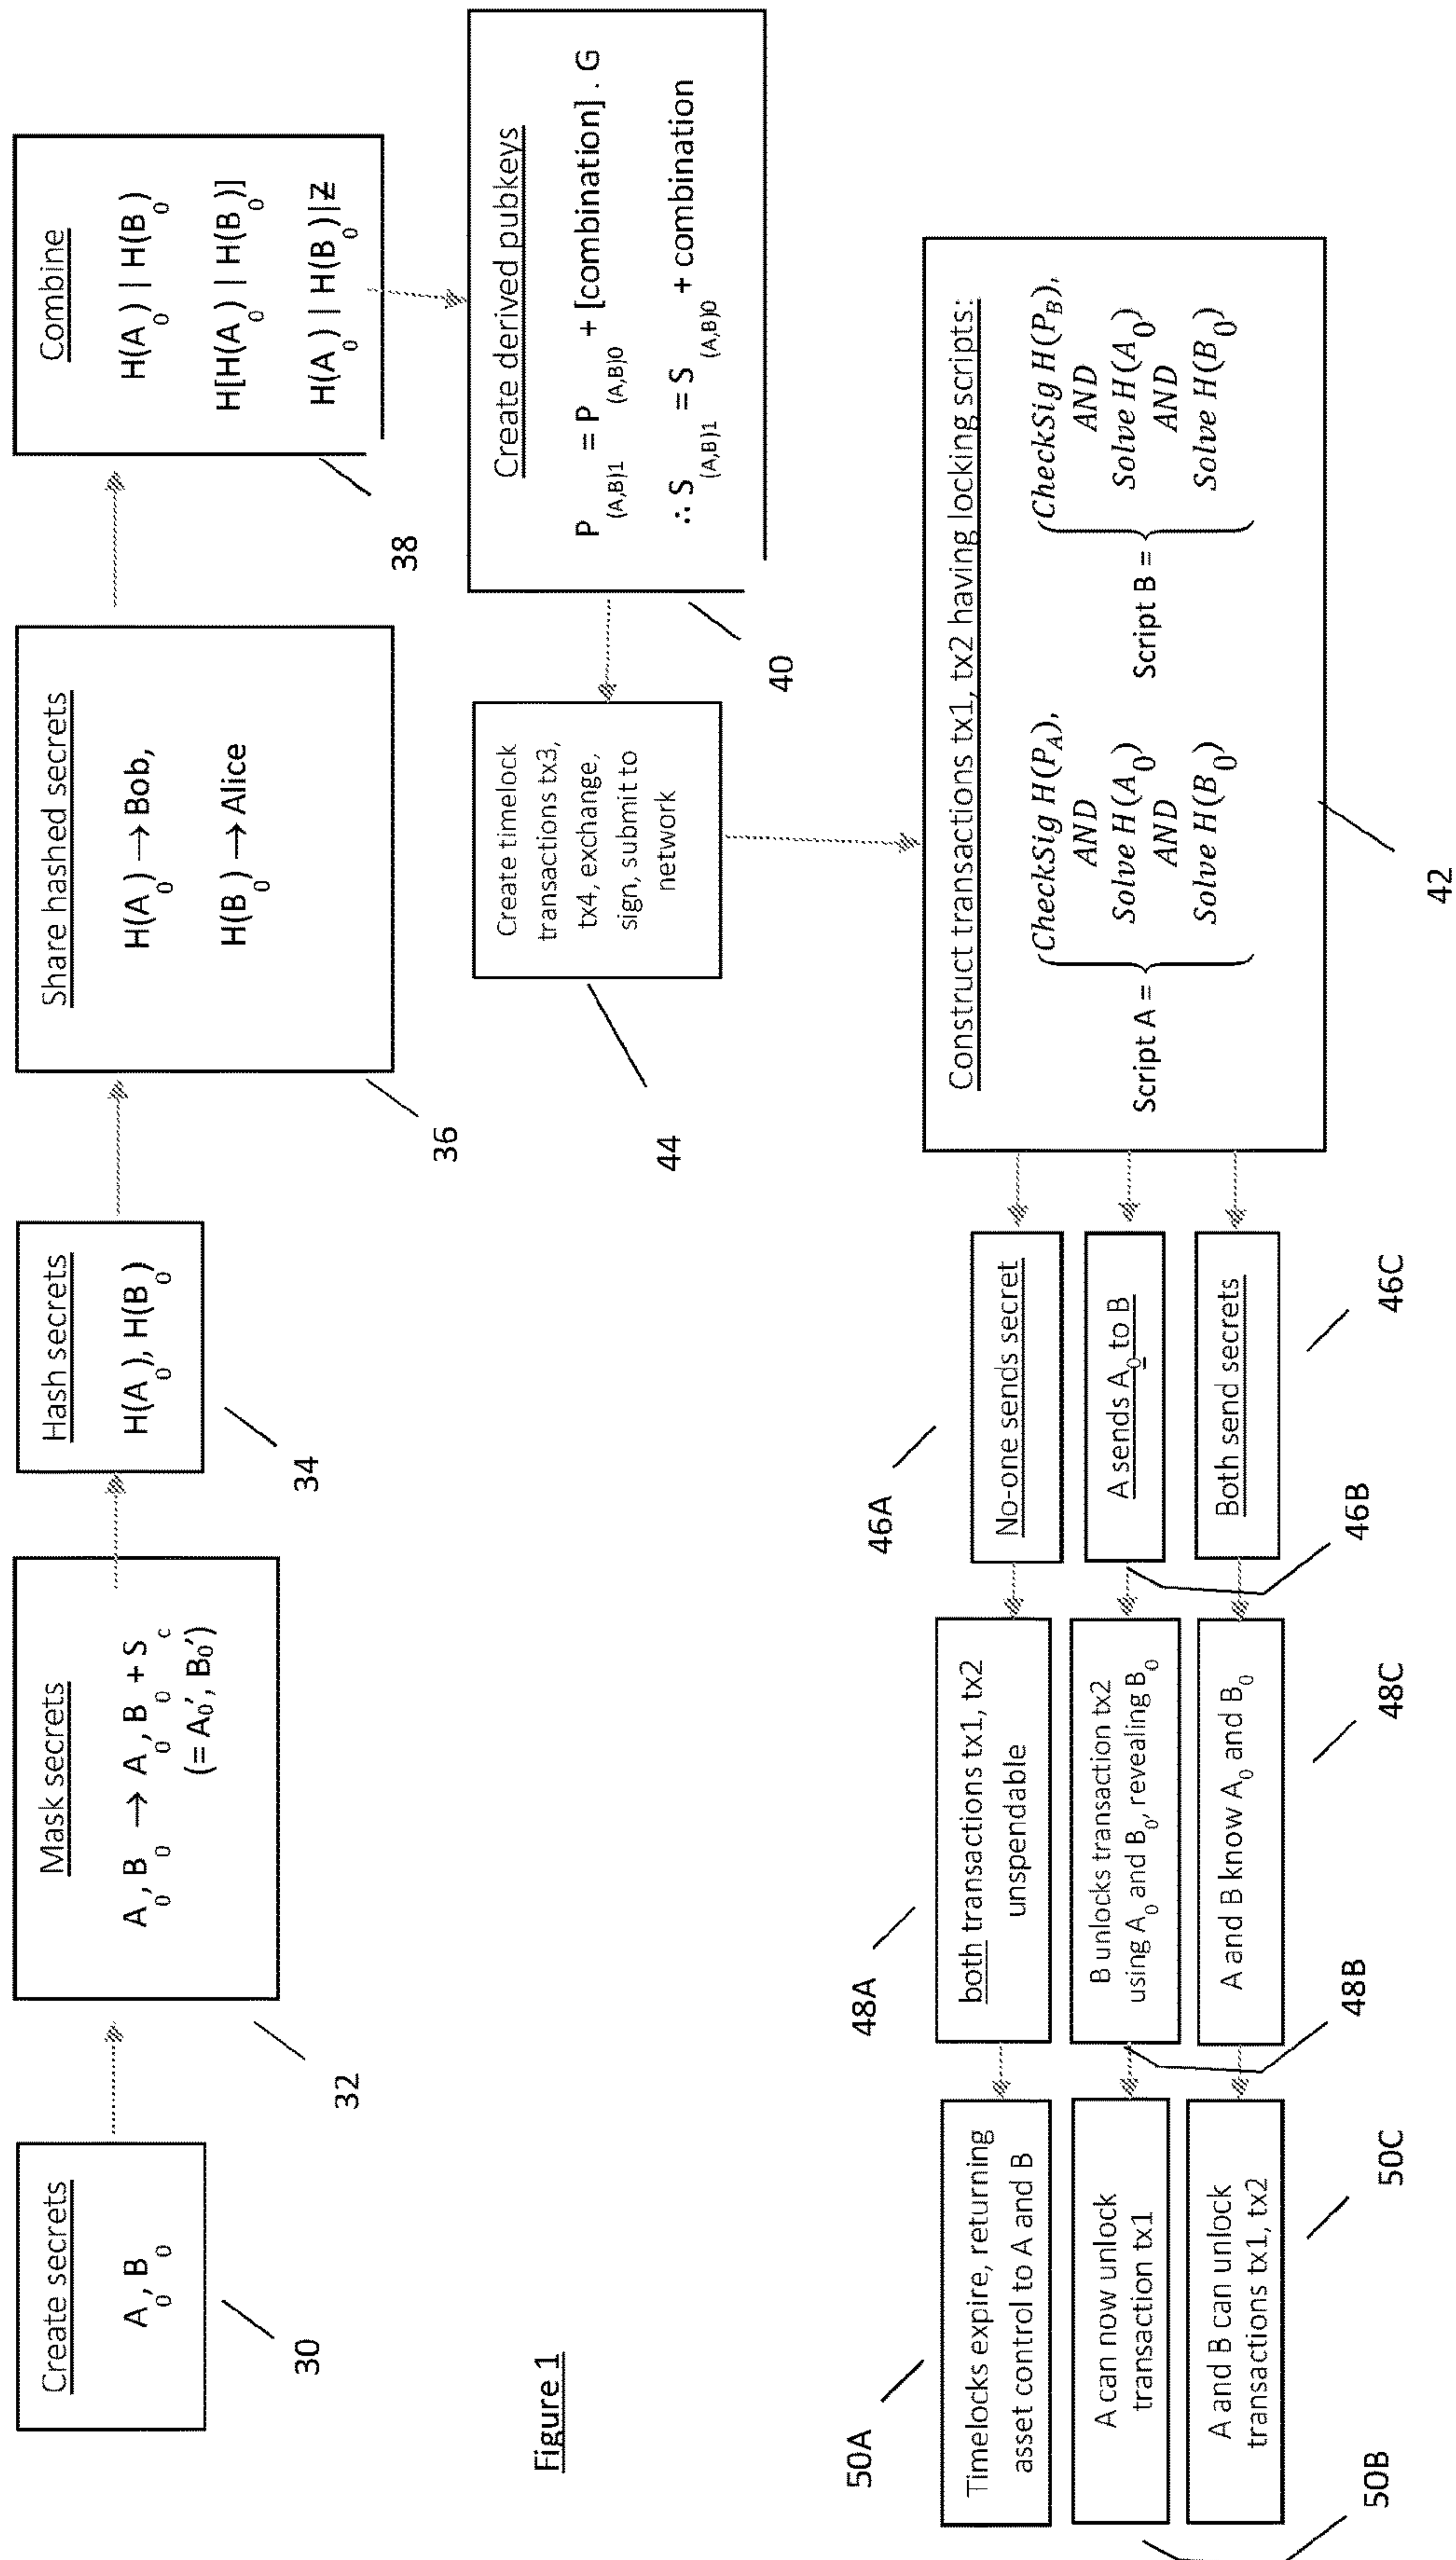 Create secrets
A0, B0
30
Mask secrets
A0, B0 → A0, B0 + Sc
(= A0', B0')
32
Hash secrets
H(A0), H(B0)
34
Share hashed secrets
H(A0) → Bob,
H(B0) → Alice
36
Combine
H(A0) | H(B0)
H[H(A0) | H(B0)]
H(A0) | H(B0)|Z
38
Create derived pubkeys
P(A,B)1 = P(A,B)0 + [combination] . G
∴ S(A,B)1 = S(A,B)0 + combination
40
Create timelock
transactions tx3,
tx4, exchange,
sign, submit to
network
44
Construct transactions tx1, tx2 having locking scripts:
Script A =
CheckSig H(PA),
AND
Solve H(A0)
AND
Solve H(B0)
Script B =
CheckSig H(PB),
AND
Solve H(A0)
AND
Solve H(B0)
42
No-one sends secret
46A
A sends A0 to B
46B
Both send secrets
46C
both transactions tx1, tx2
unspendable
48A
B unlocks transaction tx2
using A0 and B0, revealing B0
48B
A and B know A0 and B0
48C
Timelocks expire, returning
asset control to A and B
50A
A can now unlock
transaction tx1
50B
A and B can unlock
transactions tx1, tx2
50C
Figure 1